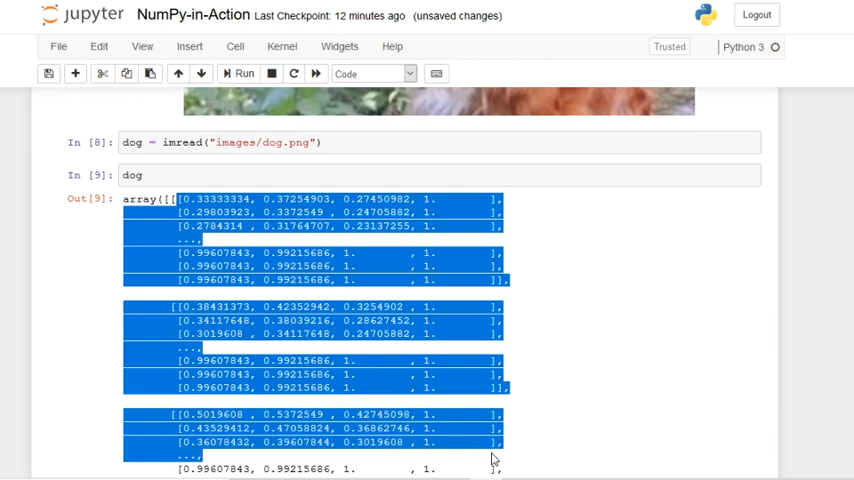 jupyter NumPy-in-Action Last Checkpoint: 12 minutes ago (unsaved changes) Logout
File Edit View Insert Cell Kernel Widgets Help Trusted Python 3
Run Code
In [8]: dog = imread("images/dog.png")
In [9]: dog
Out[9]: array([[[0.33333334, 0.37254903, 0.27450982, 1. ],
[0.29803923, 0.3372549 , 0.24705882, 1. ],
[0.2784314 , 0.31764707, 0.23137255, 1. ],
...,
[0.99607843, 0.99215686, 1. , 1. ],
[0.99607843, 0.99215686, 1. , 1. ],
[0.99607843, 0.99215686, 1. , 1. ]],
[[0.38431373, 0.42352942, 0.3254902 , 1. ],
[0.34117648, 0.38039216, 0.28627452, 1. ],
[0.3019608 , 0.34117648, 0.24705882, 1. ],
...,
[0.99607843, 0.99215686, 1. , 1. ],
[0.99607843, 0.99215686, 1. , 1. ],
[0.99607843, 0.99215686, 1. , 1. ]],
[[0.5019608 , 0.5372549 , 0.42745098, 1. ],
[0.43529412, 0.47058824, 0.36862746, 1. ],
[0.36078432, 0.39607844, 0.3019608 , 1. ],
...,
[0.99607843, 0.99215686, 1. , 1. ],